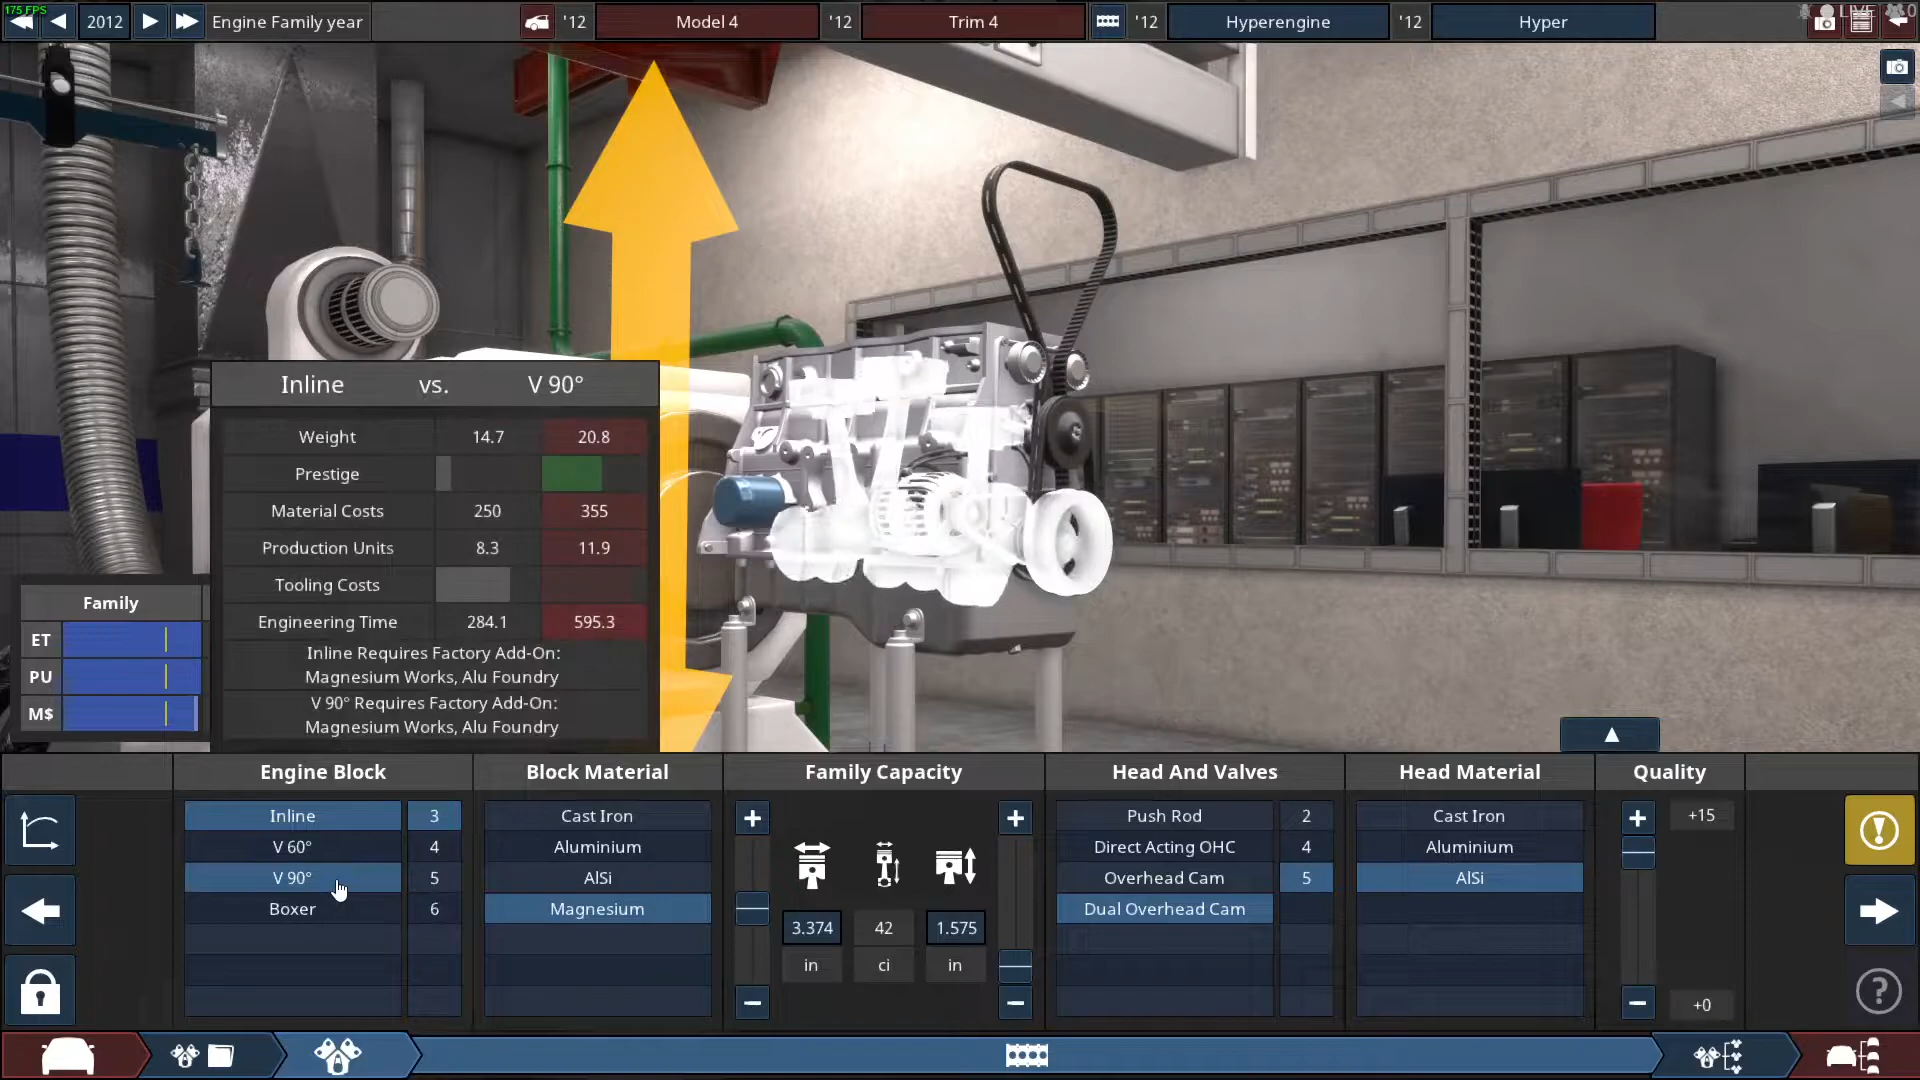 175 FPS
2012
Engine Family year
'12
Model 4
'12
Trim 4
'12
Hyperengine
'12
Hyper
LIVE
0
Inline vs. V 90°
Weight 14.7 20.8
Prestige
Material Costs 250 355
Production Units 8.3 11.9
Tooling Costs
Engineering Time 284.1 595.3
Inline Requires Factory Add-On:
Magnesium Works, Alu Foundry
V 90° Requires Factory Add-On:
Magnesium Works, Alu Foundry
Family
ET
PU
M$
Engine Block
Inline 3
V 60° 4
V 90° 5
Boxer 6
Block Material
Cast Iron
Aluminium
AlSi
Magnesium
Family Capacity
3.374 42 1.575
in ci in
Head And Valves
Push Rod 2
Direct Acting OHC 4
Overhead Cam 5
Dual Overhead Cam
Head Material
Cast Iron
Aluminium
AlSi
Quality
+15
+0